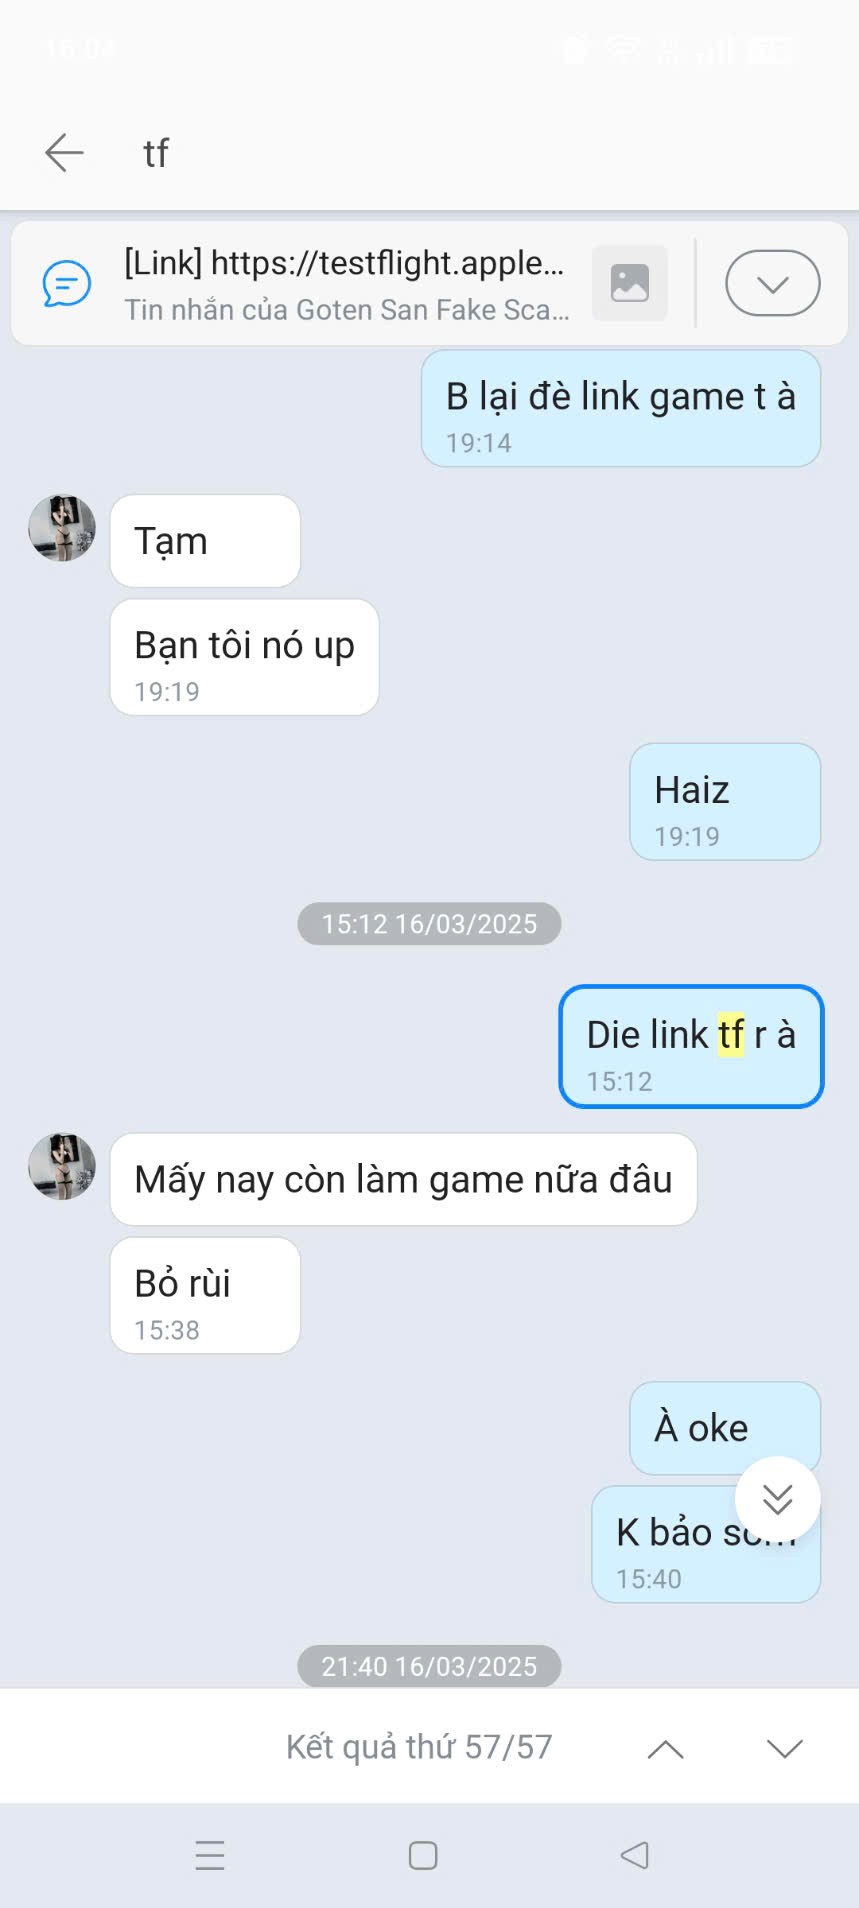 16:04
tf
[Link] https://testflight.apple...
Tin nhắn của Goten San Fake Sca...
B lại đè link game t à
19:14
Tạm
Bạn tôi nó up
19:19
Haiz
19:19
15:12 16/03/2025
Die link tf r à
15:12
Mấy nay còn làm game nữa đâu
Bỏ rùi
15:38
À oke
K bảo
15:40
21:40 16/03/2025
Kết quả thứ 57/57